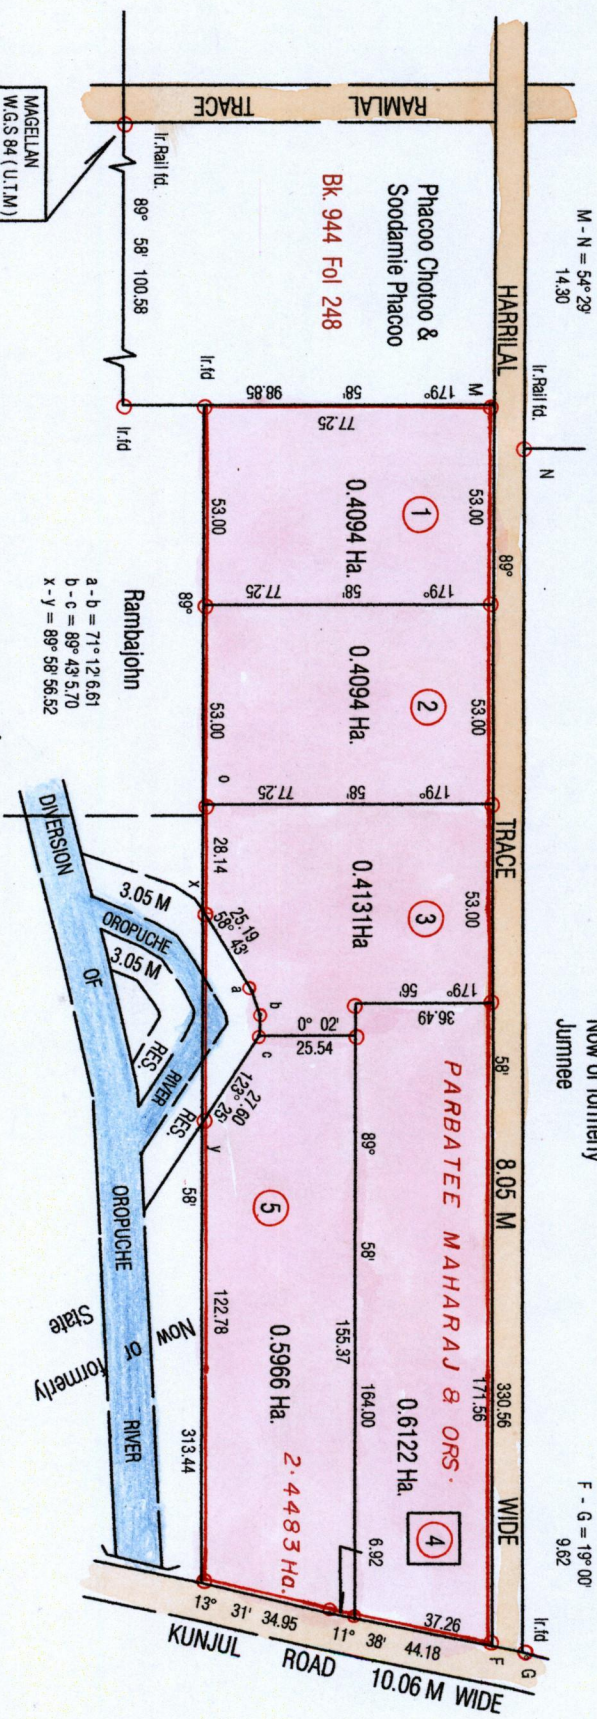 M - N = 54° 29'
14.30
F - G = 19° 00'
9.62
Now or formerly
Jumnee
Ir.Rail fd.
N
Ir.fd
G
HARRILAL
TRACE
8.05 M
WIDE
RAMLAL
TRACE
Phacoo Chotoo &
Soodamie Phacoo
Bk. 944 Fol 248
Ir.Rail fd.
MAGELLAN
W.G.S 84 ( U.T.M )
89° 58' 100.58
Ir.fd
Ir.fd
M
F
89° 58' 330.56
179° 58' 98.85
77.25
53.00
1
0.4094 Ha.
53.00
179° 58' 77.25
53.00
2
0.4094 Ha.
53.00
179° 58' 77.25
53.00
3
0.4131Ha
28.14
179° 56' 36.49
171.56
PARBATEE MAHARAJ & ORS.
4
0.6122 Ha.
164.00
89° 58' 155.37
6.92
37.26
5
0.5966 Ha.
2.4483 Ha.
0° 02' 25.54
25.19
58° 43'
a
b
c
27.60
123° 25'
x
y
o
122.78
89° 58' 313.44
13° 31' 34.95
11° 38' 44.18
KUNJUL ROAD 10.06 M WIDE
Rambajohn
a - b = 71° 12' 6.61
b - c = 89° 43' 5.70
x - y = 89° 58' 56.52
3.05 M
OROPUCHE RIVER
3.05 M
RES.
RES.
DIVERSION OF OROPUCHE RIVER
Now or formerly
State